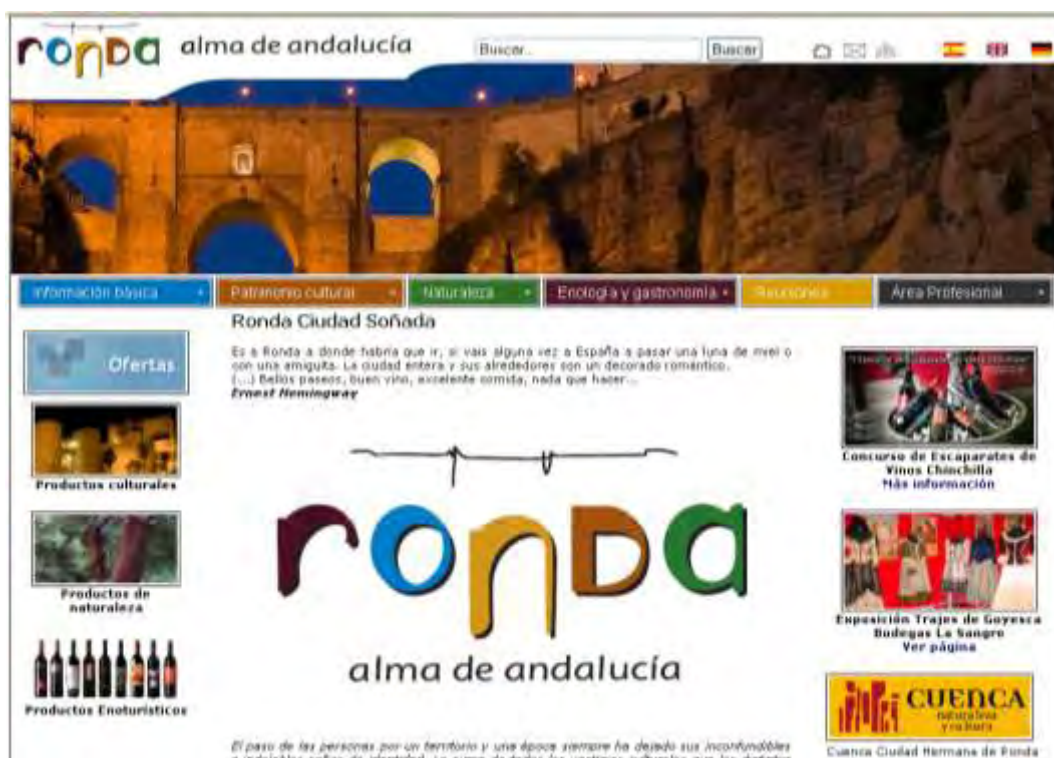 ronda alma de andalucía
Buscar... Buscar
Información básica
Patrimonio cultural
Naturaleza
Enología y gastronomía
Reuniones
Área Profesional
Ofertas
Productos culturales
Productos de
naturaleza
Productos Enoturísticos
Ronda Ciudad Soñada
Es a Ronda a donde habría que ir, si vais alguna vez a España a pasar una luna de miel o
con una amiguita. La ciudad entera y sus alrededores son un decorado romántico.
(...) Bellos paseos, buen vino, excelente comida, nada que hacer...
Ernest Hemingway
ronda
alma de andalucía
El paso de las personas por un territorio y una época siempre ha dejado sus inconfundibles
Concurso de Escaparates de
Vinos Chinchilla
Más información
Exposición Trajes de Goyesca
Bodegas La Sangre
Ver página
CUENCA
naturaleza
y cultura
Cuenca Ciudad Hermana de Ronda